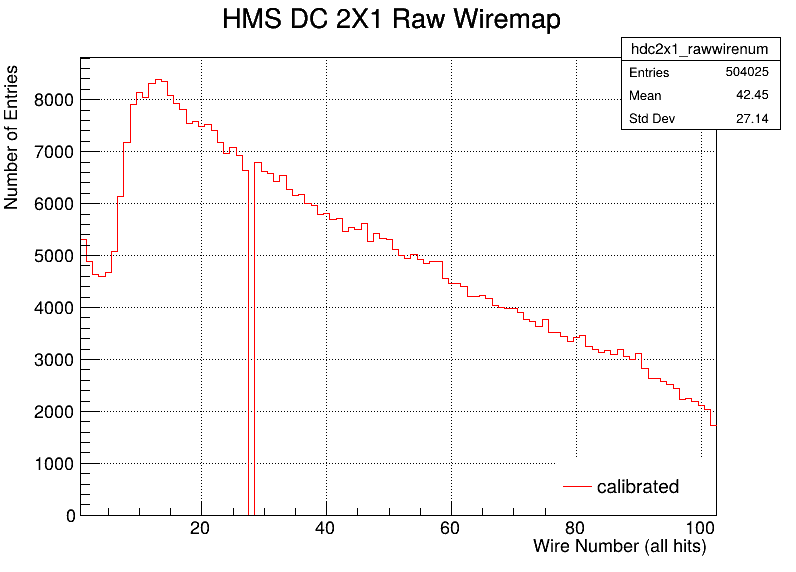 HMS DC 2X1 Raw Wiremap
hdc2x1_rawwirenum
Entries 504025
Mean 42.45
Std Dev 27.14
Number of Entries
8000
7000
6000
5000
4000
3000
2000
1000
0
calibrated
20 40 60 80 100
Wire Number (all hits)